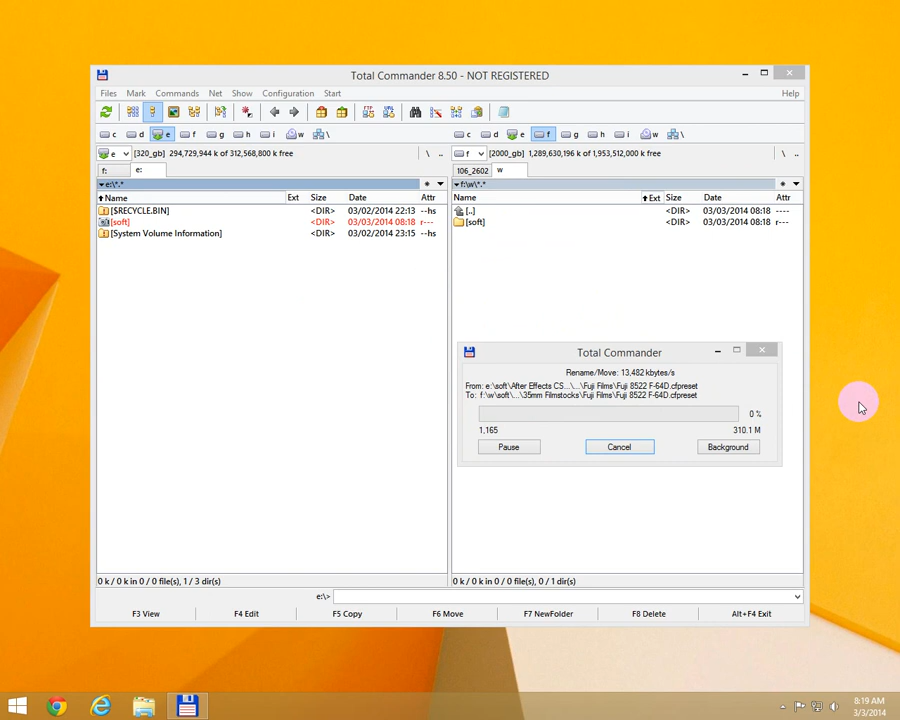 Total Commander 8.50 - NOT REGISTERED
Files Mark Commands Net Show Configuration Start Help
c d e f g h i w \ c d e f g h i w \
e [320_gb] 294,729,944 k of 312,568,800 k free \ .. f [2000_gb] 1,289,630,196 k of 1,953,512,000 k free \ ..
f: e: 106_2602 w
e:\*.* f:\w\*.*
Name Ext Size Date Attr Name Ext Size Date Attr
[$RECYCLE.BIN] <DIR> 03/02/2014 22:13 --hs [..] <DIR> 03/03/2014 08:18 ----
[soft] <DIR> 03/03/2014 08:18 r--- [soft] <DIR> 03/03/2014 08:18 r---
[System Volume Information] <DIR> 03/02/2014 23:15 --hs
Total Commander
Rename/Move: 13,482 kbytes/s
From: e:\soft\After Effects CS...\...\Fuji Films\Fuji 8522 F-64D.cfpreset
To: f:\w\soft\...\35mm Filmstocks\Fuji Films\Fuji 8522 F-64D.cfpreset
0 %
1,165 310.1 M
Pause Cancel Background
0 k / 0 k in 0 / 0 file(s), 1 / 3 dir(s) 0 k / 0 k in 0 / 0 file(s), 0 / 1 dir(s)
e:\>
F3 View F4 Edit F5 Copy F6 Move F7 NewFolder F8 Delete Alt+F4 Exit
8:19 AM
3/3/2014